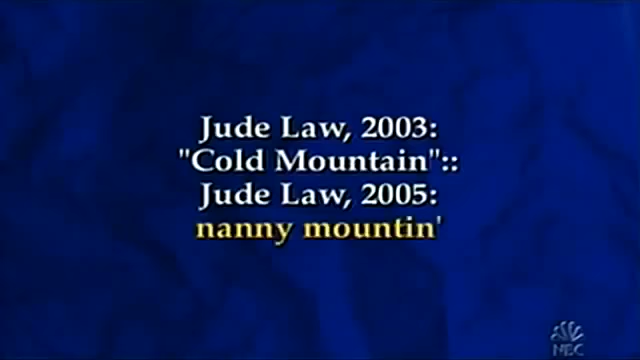 Jude Law, 2003:
"Cold Mountain"::
Jude Law, 2005:
nanny mountin'
NBC